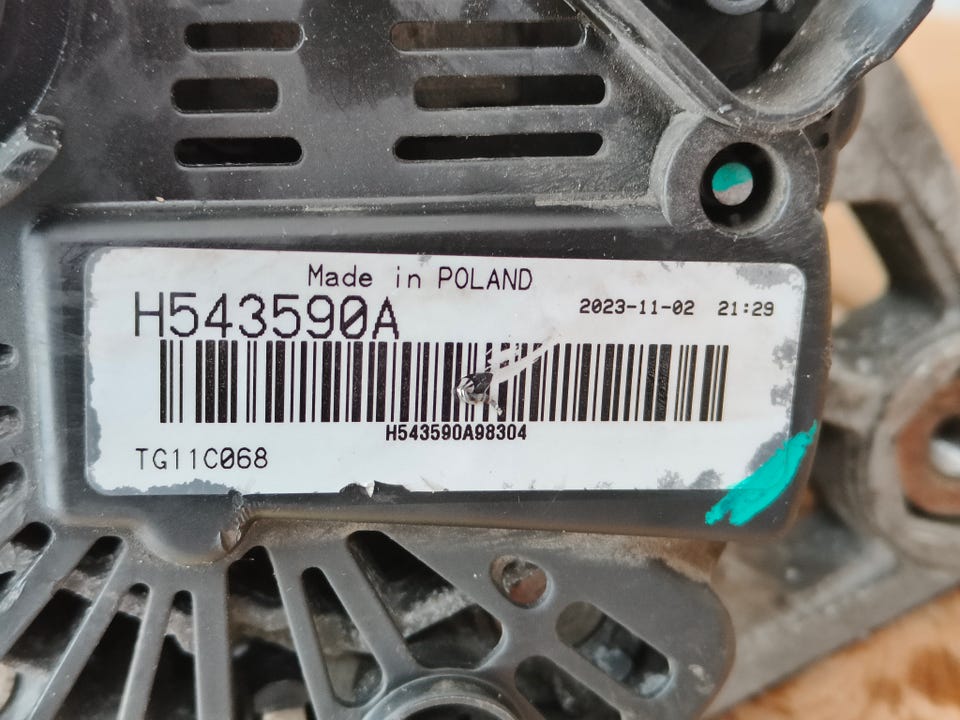 Made in POLAND
H543590A
2023-11-02 21:29
H543590A98304
TG11C068